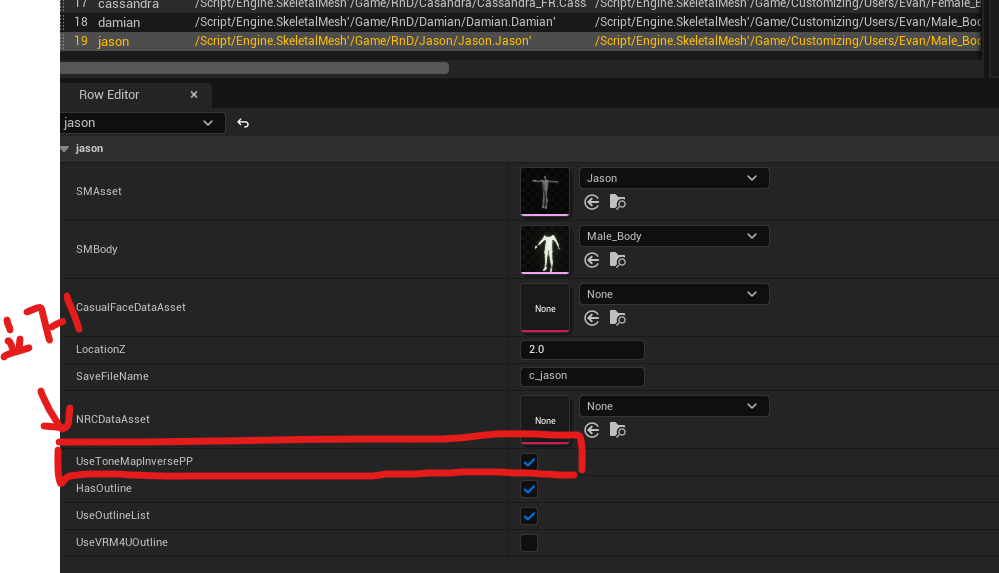 17 cassandra /Script/Engine.SkeletalMesh'/Game/RnD/Casandra/Cassandra_FR.Cass /Script/Engine.SkeletalMesh'/Game/Customizing/Users/Evan/Female_B
18 damian /Script/Engine.SkeletalMesh'/Game/RnD/Damian/Damian.Damian' /Script/Engine.SkeletalMesh'/Game/Customizing/Users/Evan/Male_Boc
19 jason /Script/Engine.SkeletalMesh'/Game/RnD/Jason/Jason.Jason' /Script/Engine.SkeletalMesh'/Game/Customizing/Users/Evan/Male_Boc
Row Editor
jason
jason
SMAsset Jason
SMBody Male_Body
CasualFaceDataAsset None None
LocationZ 2.0
SaveFileName c_jason
NRCDataAsset None None
UseToneMapInversePP
HasOutline
UseOutlineList
UseVRM4UOutline